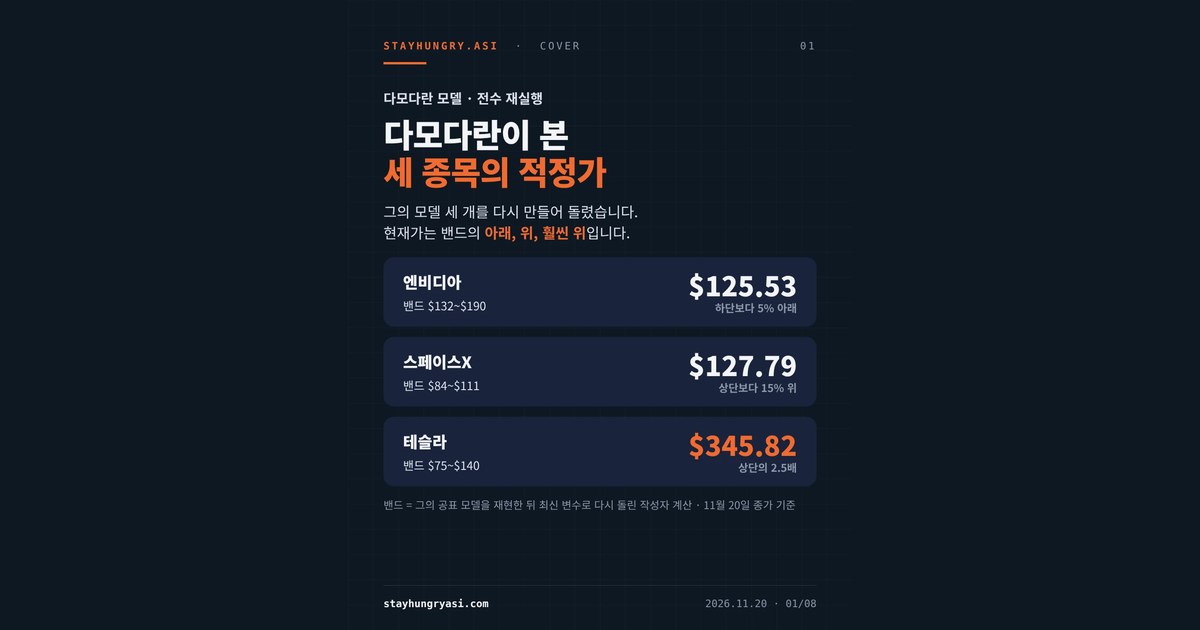 STAYHUNGRY.ASI · COVER 01
다모다란 모델 · 전수 재실행
다모다란이 본
세 종목의 적정가
그의 모델 세 개를 다시 만들어 돌렸습니다.
현재가는 밴드의 아래, 위, 훨씬 위입니다.
엔비디아 $125.53
밴드 $132~$190 하단보다 5% 아래
스페이스X $127.79
밴드 $84~$111 상단보다 15% 위
테슬라 $345.82
밴드 $75~$140 상단의 2.5배
밴드 = 그의 공표 모델을 재현한 뒤 최신 변수로 다시 돌린 작성자 계산 · 11월 20일 종가 기준
stayhungryasi.com 2026.11.20 · 01/08